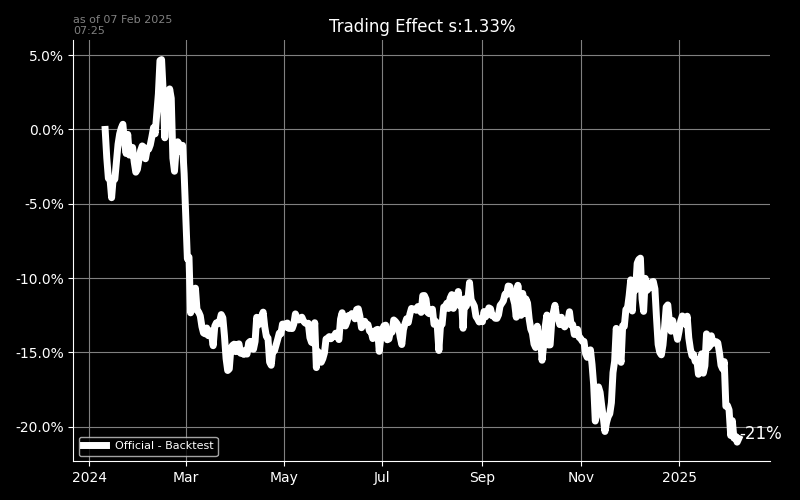 as of 07 Feb 2025
07:25
Trading Effect s:1.33%
5.0%
0.0%
-5.0%
-10.0%
-15.0%
-20.0%
-21%
Official - Backtest
2024
Mar
May
Jul
Sep
Nov
2025